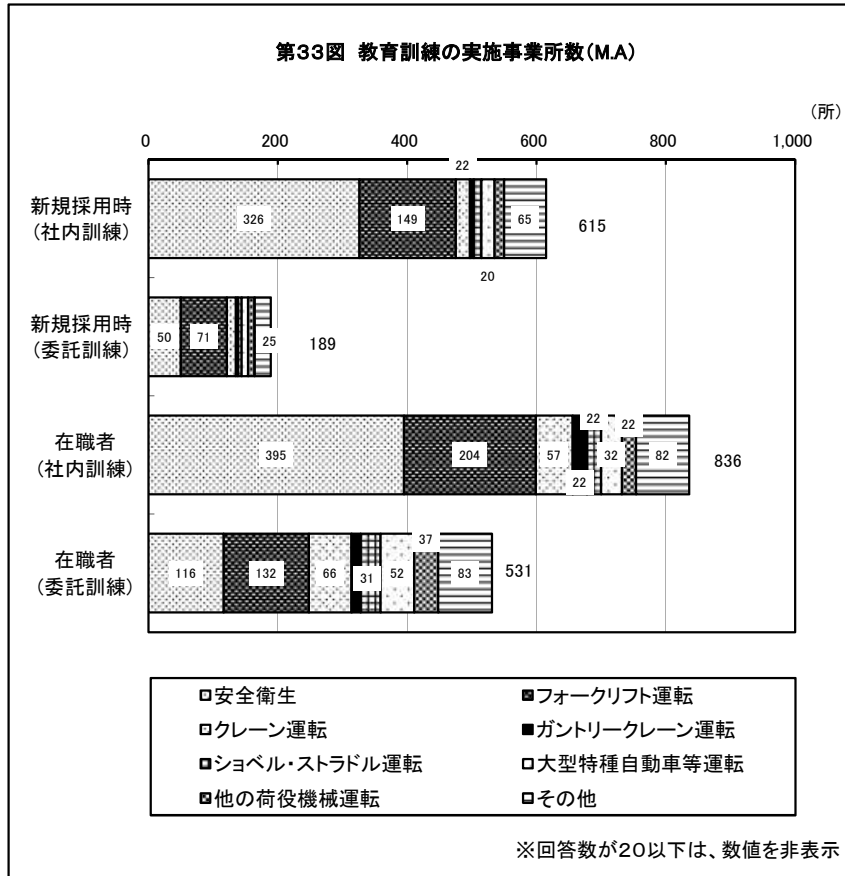 第33図 教育訓練の実施事業所数(M.A)
(所)
0 200 400 600 800 1,000
22
新規採用時
(社内訓練)
326 149 65 615
20
新規採用時
(委託訓練)
50 71 25 189
在職者
(社内訓練)
22 22
395 204 57 32 82 836
22
在職者
(委託訓練)
37
116 132 66 31 52 83 531
安全衛生 フォークリフト運転
クレーン運転 ガントリークレーン運転
ショベル・ストラドル運転 大型特種自動車等運転
他の荷役機械運転 その他
※回答数が20以下は、数値を非表示